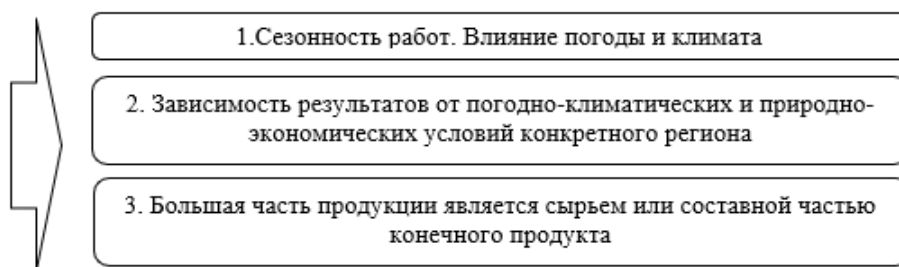 1.Сезонность работ. Влияние погоды и климата
2. Зависимость результатов от погодно-климатических и природно-
экономических условий конкретного региона
3. Большая часть продукции является сырьем или составной частью
конечного продукта